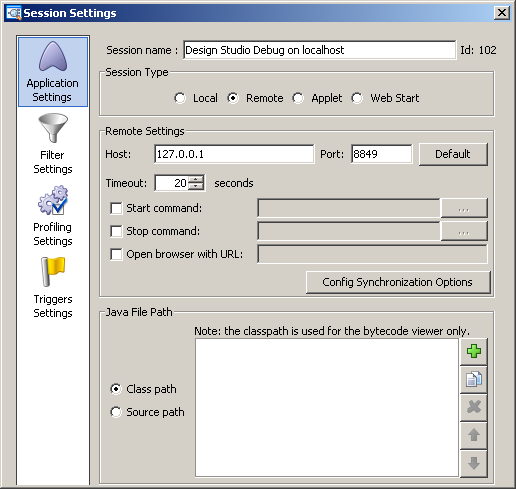 Session Settings
Application
Settings
Filter
Settings
Profiling
Settings
Triggers
Settings
Session name : Design Studio Debug on localhost Id: 102
Session Type
Local Remote Applet Web Start
Remote Settings
Host: 127.0.0.1 Port: 8849 Default
Timeout: 20 seconds
Start command: ...
Stop command: ...
Open browser with URL:
Config Synchronization Options
Java File Path
Note: the classpath is used for the bytecode viewer only.
Class path
Source path